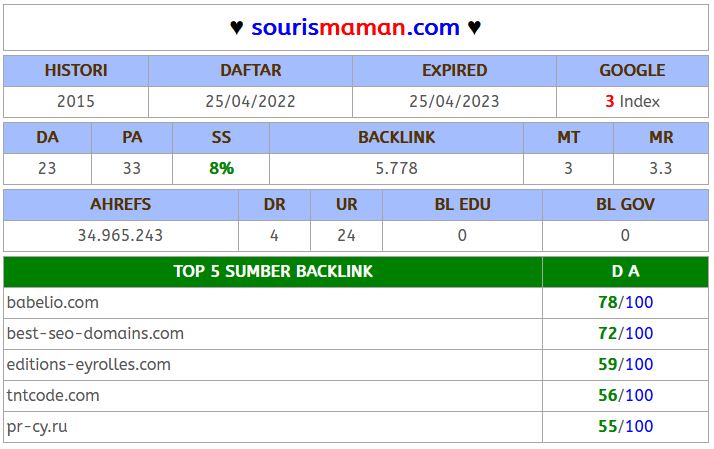 ♥ sourismaman.com ♥
HISTORI DAFTAR EXPIRED GOOGLE
2015 25/04/2022 25/04/2023 3 Index
DA PA SS BACKLINK MT MR
23 33 8% 5.778 3 3.3
AHREFS DR UR BL EDU BL GOV
34.965.243 4 24 0 0
TOP 5 SUMBER BACKLINK D A
babelio.com 78/100
best-seo-domains.com 72/100
editions-eyrolles.com 59/100
tntcode.com 56/100
pr-cy.ru 55/100